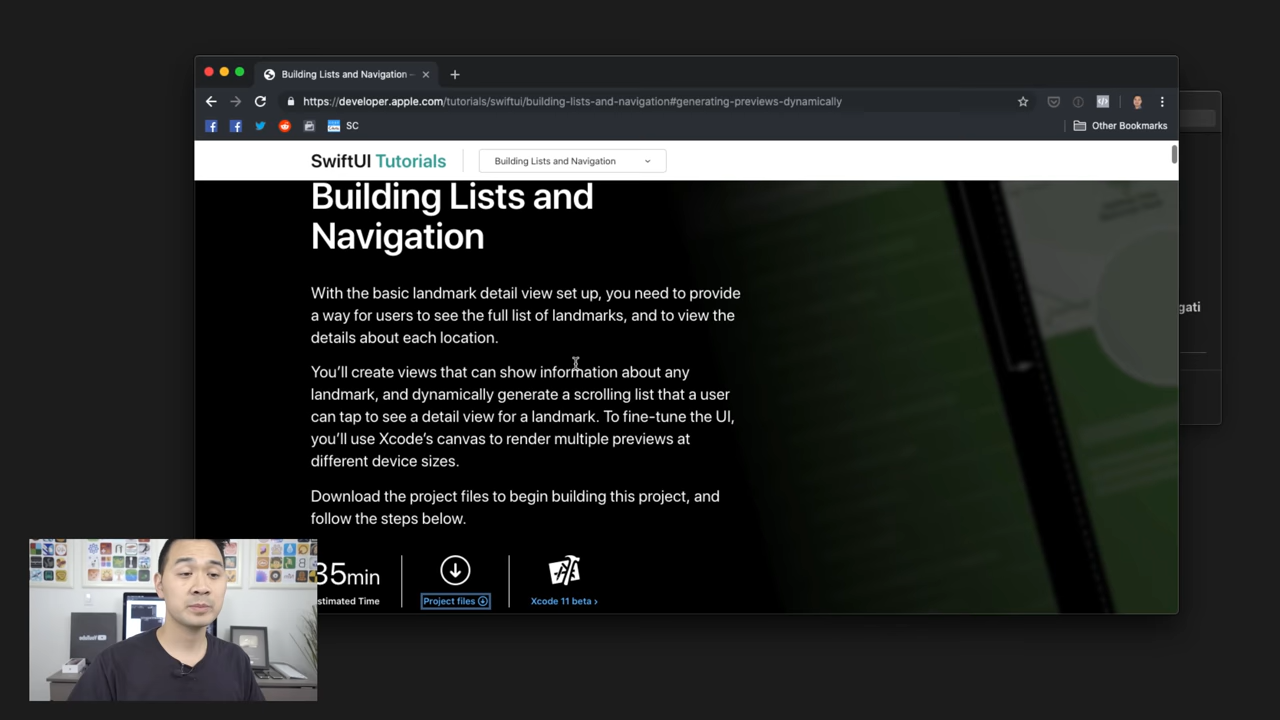 Building Lists and Navigation
https://developer.apple.com/tutorials/swiftui/building-lists-and-navigation#generating-previews-dynamically
SC
Other Bookmarks
SwiftUI Tutorials
Building Lists and Navigation
Building Lists and
Navigation
With the basic landmark detail view set up, you need to provide
a way for users to see the full list of landmarks, and to view the
details about each location.
You’ll create views that can show information about any
landmark, and dynamically generate a scrolling list that a user
can tap to see a detail view for a landmark. To fine-tune the UI,
you’ll use Xcode’s canvas to render multiple previews at
different device sizes.
Download the project files to begin building this project, and
follow the steps below.
35min
stimated Time
Project files
Xcode 11 beta ›
gati